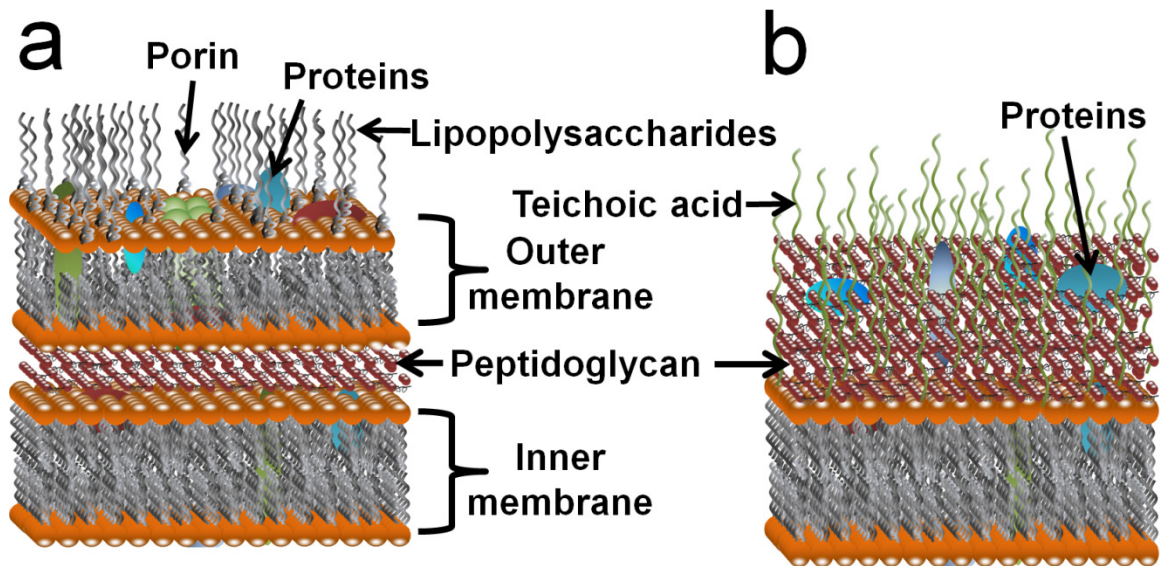 a
b
Porin
Proteins
Lipopolysaccharides
Proteins
Teichoic acid
Outer
membrane
Peptidoglycan
Inner
membrane